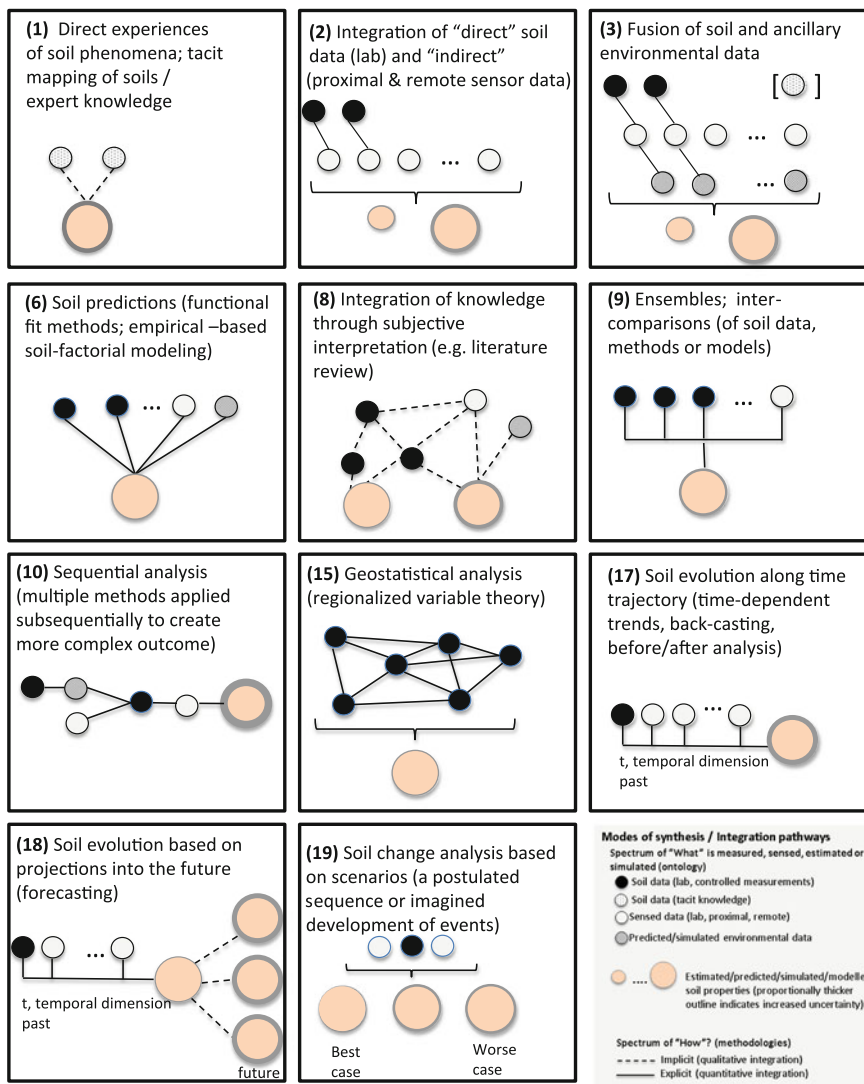 (1) Direct experiences
of soil phenomena; tacit
mapping of soils /
expert knowledge
(2) Integration of “direct” soil
data (lab) and “indirect”
(proximal & remote sensor data)
...
(3) Fusion of soil and ancillary
environmental data
[ ]
...
...
(6) Soil predictions (functional
fit methods; empirical –based
soil-factorial modeling)
...
(8) Integration of knowledge
through subjective
interpretation (e.g. literature
review)
(9) Ensembles; inter-
comparisons (of soil data,
methods or models)
...
(10) Sequential analysis
(multiple methods applied
subsequentially to create
more complex outcome)
(15) Geostatistical analysis
(regionalized variable theory)
(17) Soil evolution along time
trajectory (time-dependent
trends, back-casting,
before/after analysis)
...
t, temporal dimension
past
(18) Soil evolution based on
projections into the future
(forecasting)
...
t, temporal dimension
past
future
(19) Soil change analysis based
on scenarios (a postulated
sequence or imagined
development of events)
Best
case
Worse
case
Modes of synthesis / Integration pathways
Spectrum of “What” is measured, sensed, estimated or
simulated (ontology)
Soil data (lab, controlled measurements)
Soil data (tacit knowledge)
Sensed data (lab, proximal, remote)
Predicted/simulated environmental data
.... Estimated/predicted/simulated/modelle
soil properties (proportionally thicker
outline indicates increased uncertainty)
Spectrum of “How”? (methodologies)
Implicit (qualitative integration)
Explicit (quantitative integration)